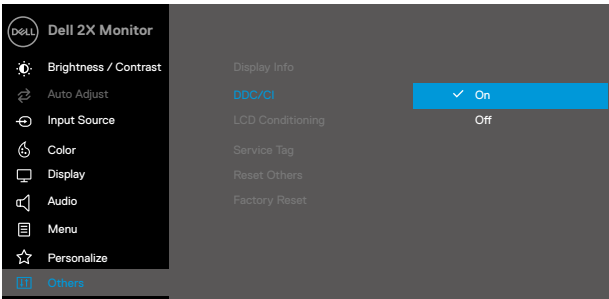 DELL Dell 2X Monitor
Brightness / Contrast
Auto Adjust
Input Source
Color
Display
Audio
Menu
Personalize
Others
Display Info
DDC/CI
LCD Conditioning
Service Tag
Reset Others
Factory Reset
On
Off